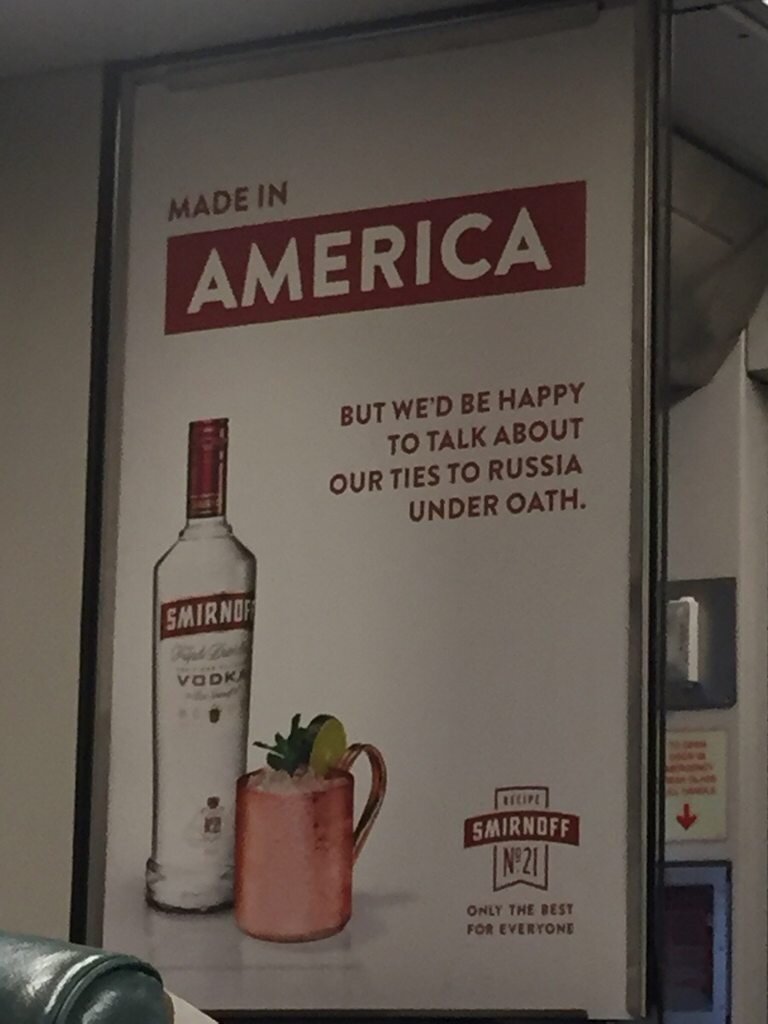 MADE IN
AMERICA
BUT WE'D BE HAPPY
TO TALK ABOUT
OUR TIES TO RUSSIA
UNDER OATH.
SMIRNOF
VODKA
RECIPE
SMIRNOFF
Nº21
ONLY THE BEST
FOR EVERYONE